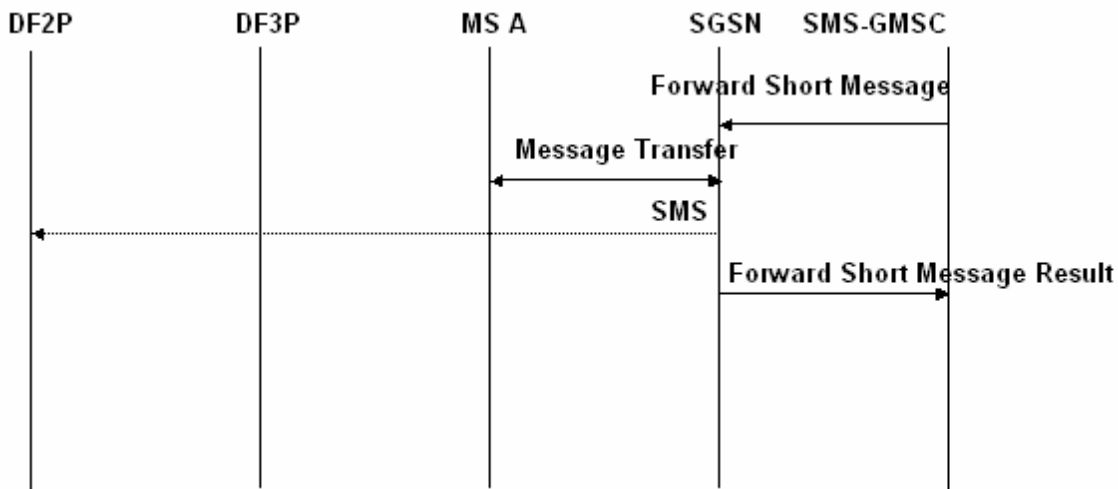 DF2P DF3P MS A SGSN SMS-GMSC
Forward Short Message
Message Transfer
SMS
Forward Short Message Result